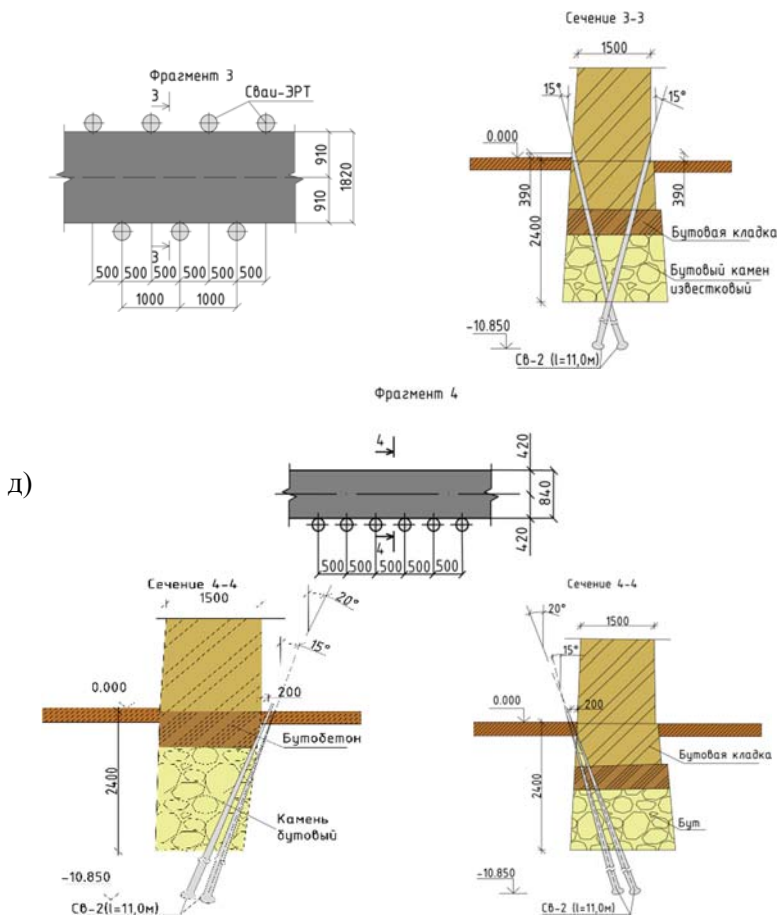 Фрагмент 3
3
Сваи-ЭРТ
910
910
1820
3
500 500 500 500 500 500
1000 1000
Сечение 3-3
1500
15°
15°
0.000
390
390
2400
Бутовая кладка
Бутовый камен
известковый
-10.850
Св-2 (l=11,0м)
Фрагмент 4
д)
4
420
840
420
4
500 500 500 500 500
Сечение 4-4
1500
20°
15°
0.000
200
Бутобетон
2400
Камень
бутовый
-10.850
Св-2(l=11,0м)
Сечение 4-4
20°
1500
15°
0.000
200
Бутовая кладка
2400
Бут
-10.850
Св-2 (l=11,0м)